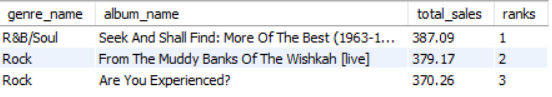 genre_name album_name total_sales ranks
R&B/Soul Seek And Shall Find: More Of The Best (1963-1... 387.09 1
Rock From The Muddy Banks Of The Wishkah [live] 379.17 2
Rock Are You Experienced? 370.26 3